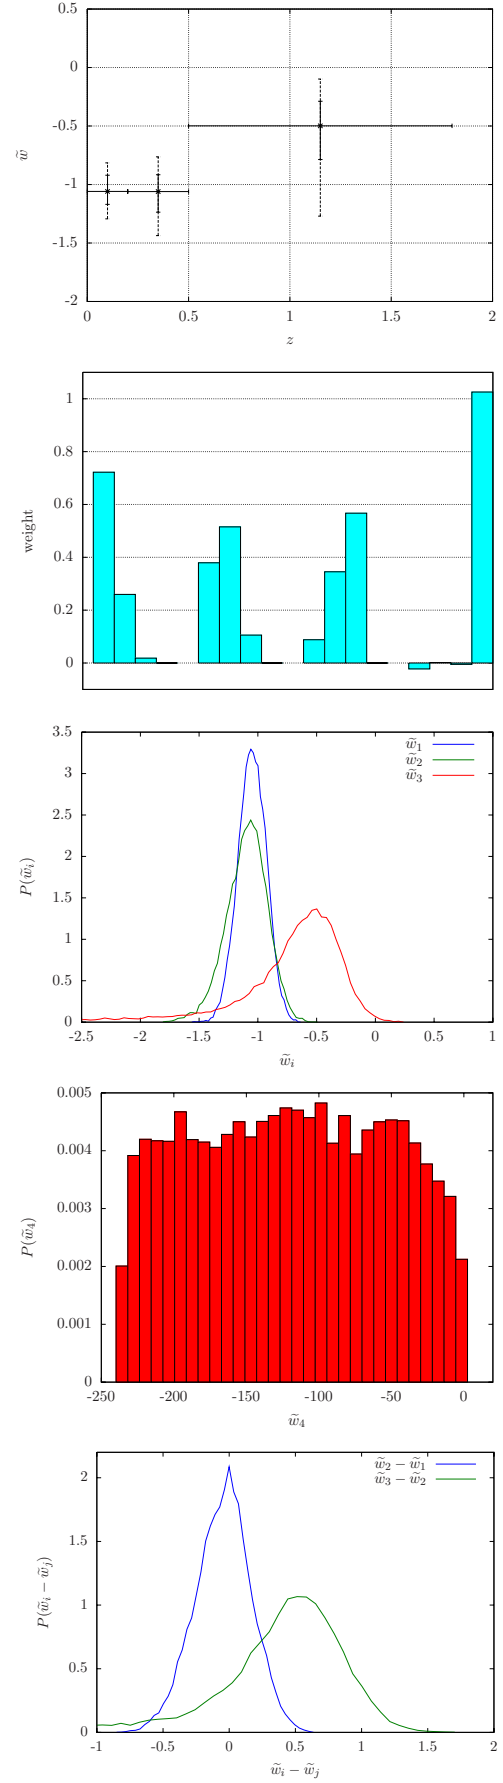 0.5
0
-0.5
-1
-1.5
-2
w̃
0 0.5 1 1.5 2
z
1
0.8
0.6
0.4
0.2
0
weight
3.5
3
2.5
2
1.5
1
0.5
0
P(w̃ᵢ)
w̃₁
w̃₂
w̃₃
-2.5 -2 -1.5 -1 -0.5 0 0.5 1
w̃ᵢ
0.005
0.004
0.003
0.002
0.001
0
P(w̃₄)
-250 -200 -150 -100 -50 0
w̃₄
2
1.5
1
0.5
0
P(w̃ᵢ − w̃ⱼ)
w̃₂ − w̃₁
w̃₃ − w̃₂
-1 -0.5 0 0.5 1 1.5 2
w̃ᵢ − w̃ⱼ